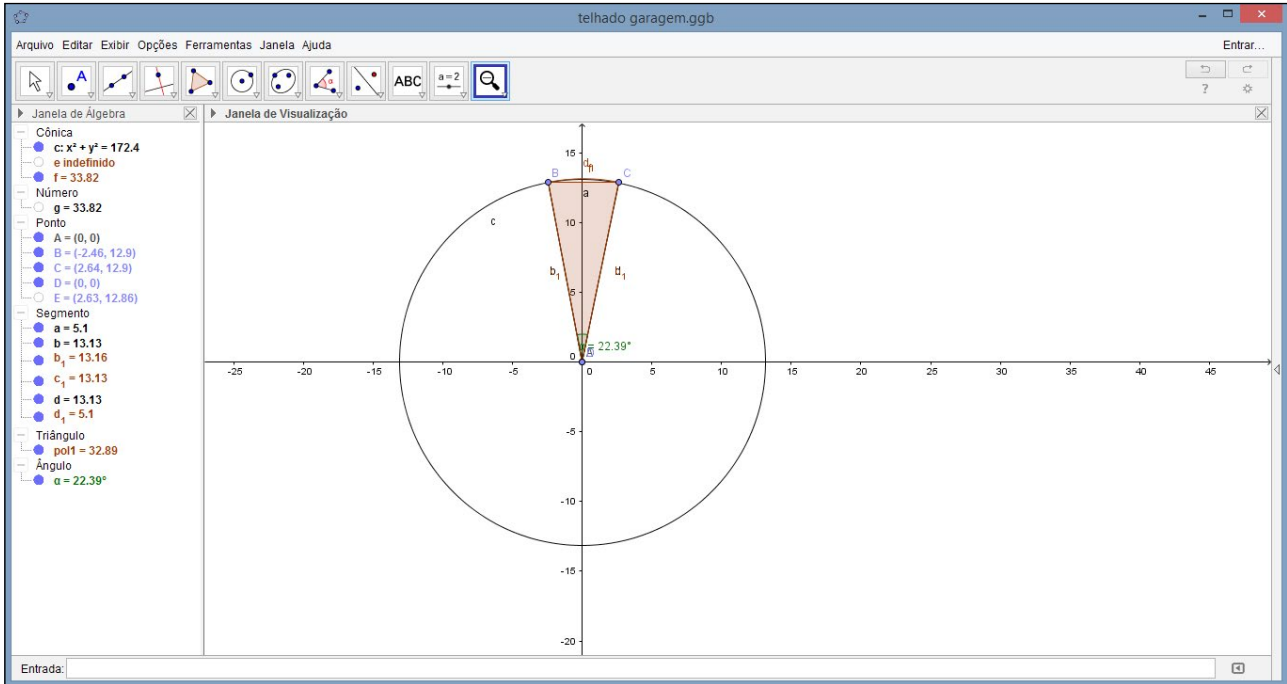 telhado garagem.ggb
Arquivo Editar Exibir Opções Ferramentas Janela Ajuda
Entrar...
A
α
ABC
a=2
?
Janela de Álgebra
Janela de Visualização
Cônica
c: x² + y² = 172.4
e indefinido
f = 33.82
Número
g = 33.82
Ponto
A = (0, 0)
B = (-2.46, 12.9)
C = (2.64, 12.9)
D = (0, 0)
E = (2.63, 12.86)
Segmento
a = 5.1
b = 13.13
b₁ = 13.16
c₁ = 13.13
d = 13.13
d₁ = 5.1
Triângulo
pol1 = 32.89
Ângulo
α = 22.39°
15
B
C
a
c
10
b₁
5
= 22.39°
0
-25
-20
-15
-10
-5
0
5
10
15
20
25
30
35
40
45
-5
-10
-15
-20
Entrada: